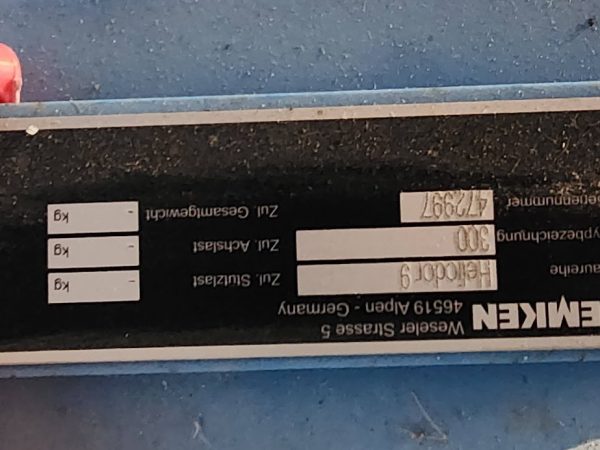 EMKEN Weseler Strasse 5
46519 Alpen - Germany
aureihe Heliodor 9 Zul. Stützlast - kg
ypbezeichnung 300 Zul. Achslast - kg
eriennummer 472997 Zul. Gesamtgewicht - kg